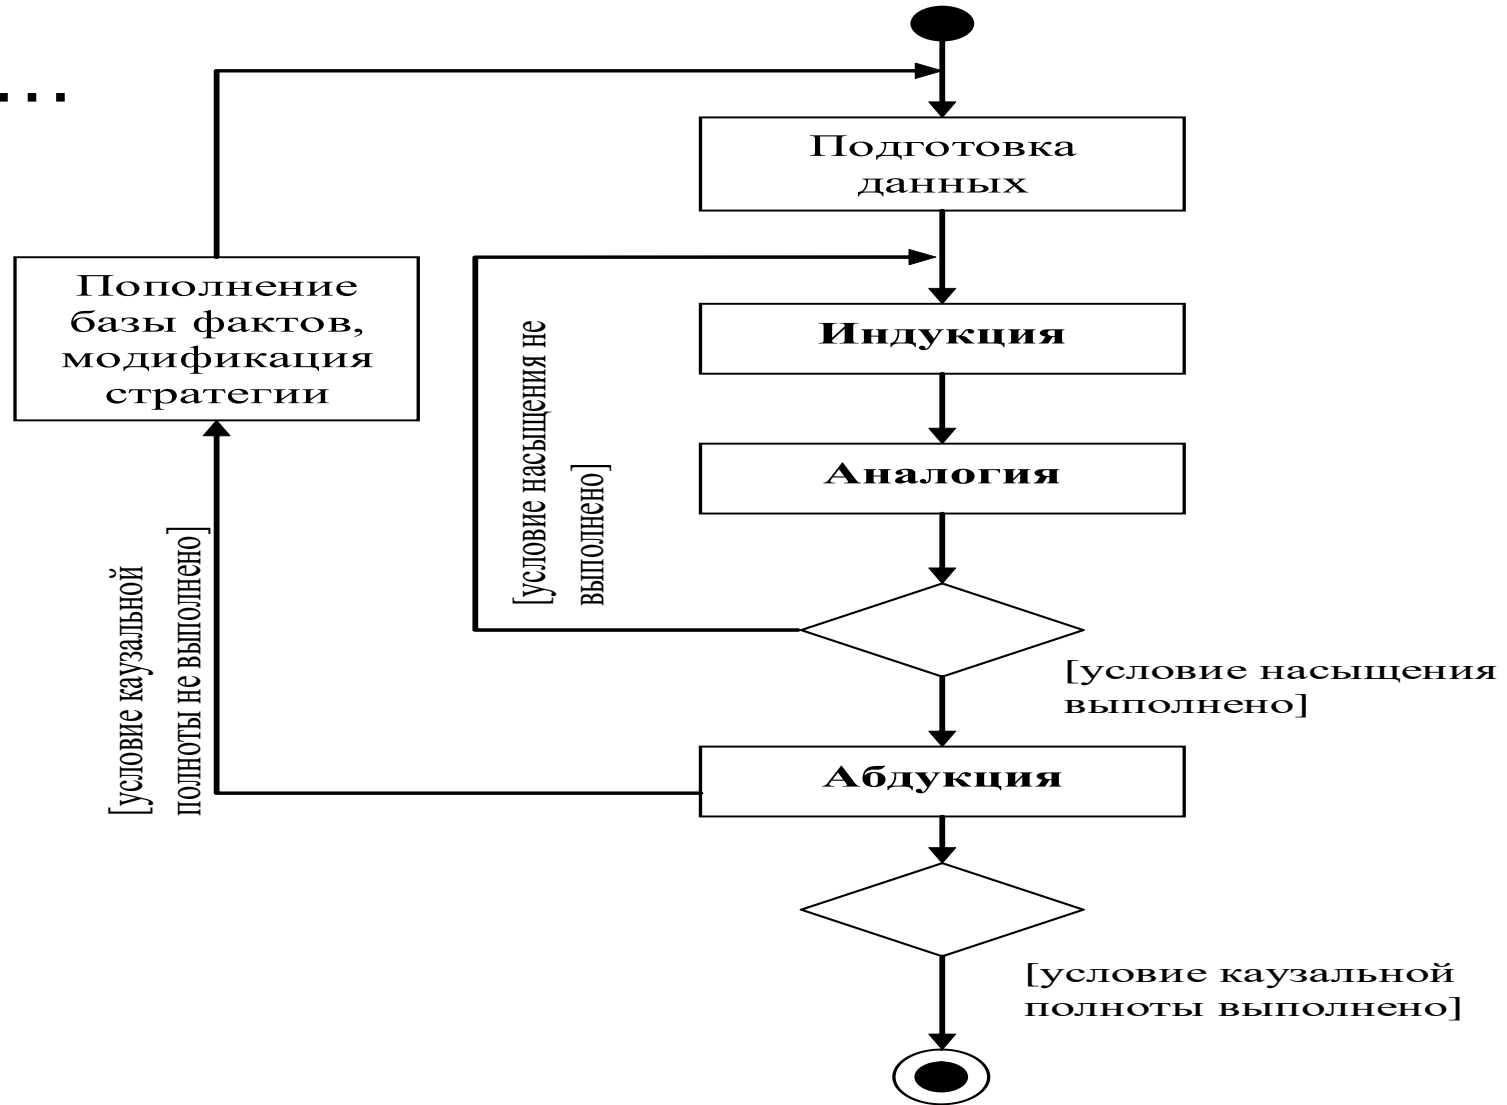 ...
Подготовка
данных
Пополнение
базы фактов,
модификация
стратегии
Индукция
[условие насыщения не
выполнено]
Аналогия
[условие каузальной
полноты не выполнено]
[условие насыщения
выполнено]
Абдукция
[условие каузальной
полноты выполнено]